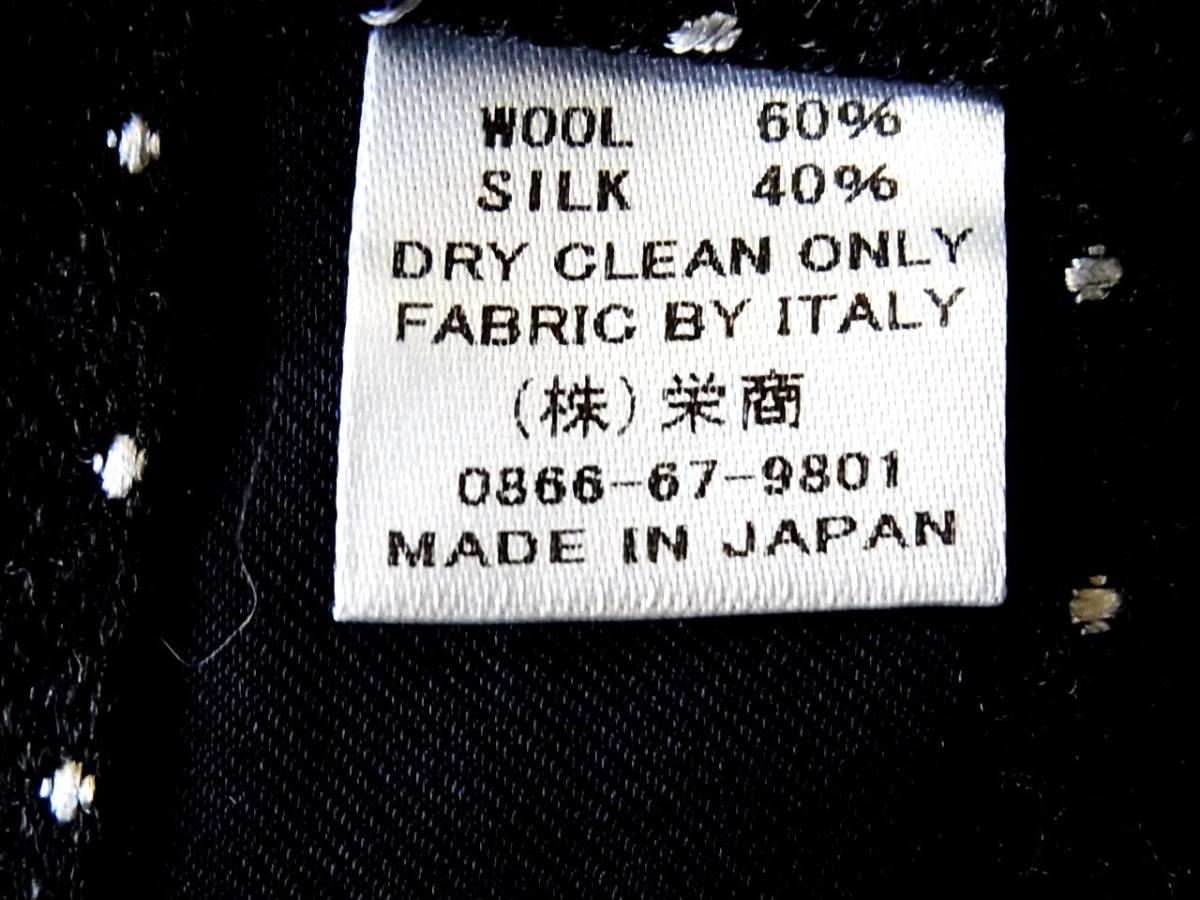 WOOL 60%
SILK 40%
DRY CLEAN ONLY
FABRIC BY ITALY
(株)栄商
0866-67-9801
MADE IN JAPAN